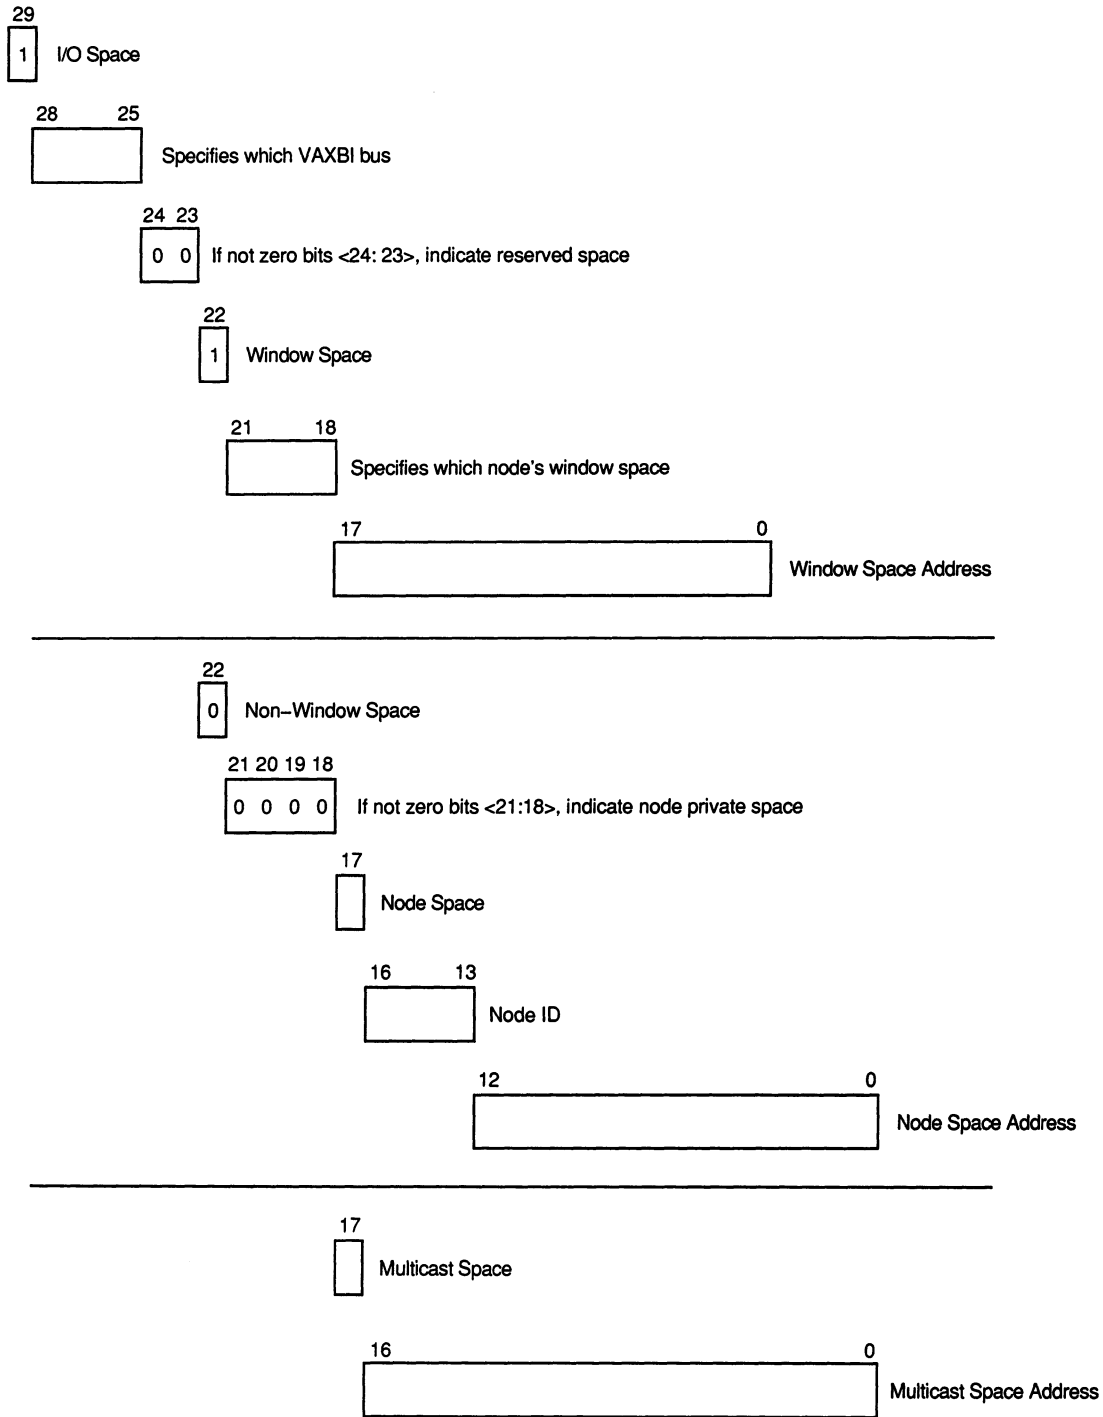 29
1 I/O Space
28 25
Specifies which VAXBI bus
24 23
0 0 If not zero bits <24: 23>, indicate reserved space
22
1 Window Space
21 18
Specifies which node's window space
17 0
Window Space Address
22
0 Non–Window Space
21 20 19 18
0 0 0 0 If not zero bits <21:18>, indicate node private space
17
Node Space
16 13
Node ID
12 0
Node Space Address
17
Multicast Space
16 0
Multicast Space Address